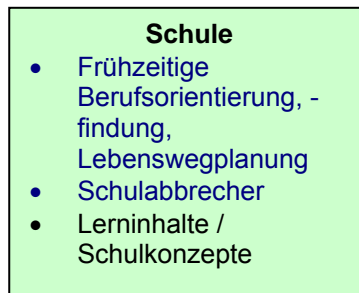 Schule
• Frühzeitige
Berufsorientierung, -
findung,
Lebenswegplanung
• Schulabbrecher
• Lerninhalte /
Schulkonzepte